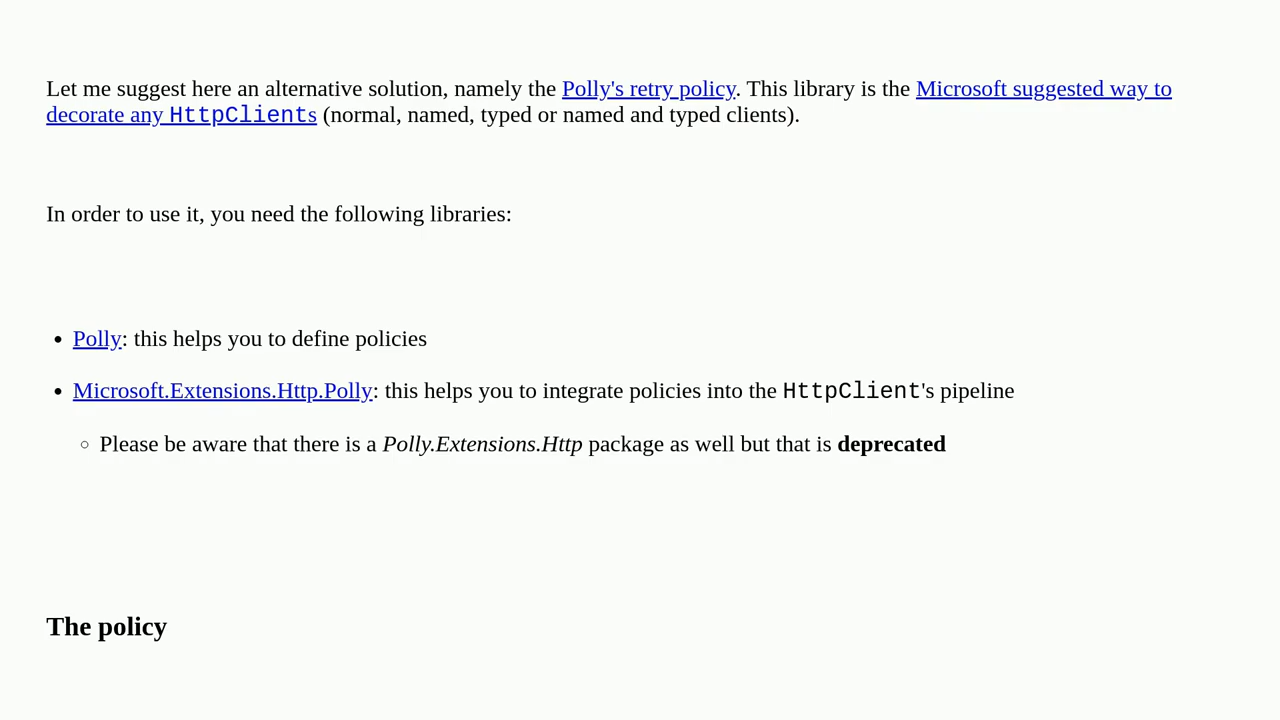 Let me suggest here an alternative solution, namely the Polly's retry policy. This library is the Microsoft suggested way to
decorate any HttpClients (normal, named, typed or named and typed clients).
In order to use it, you need the following libraries:
• Polly: this helps you to define policies
• Microsoft.Extensions.Http.Polly: this helps you to integrate policies into the HttpClient's pipeline
○ Please be aware that there is a Polly.Extensions.Http package as well but that is deprecated
The policy